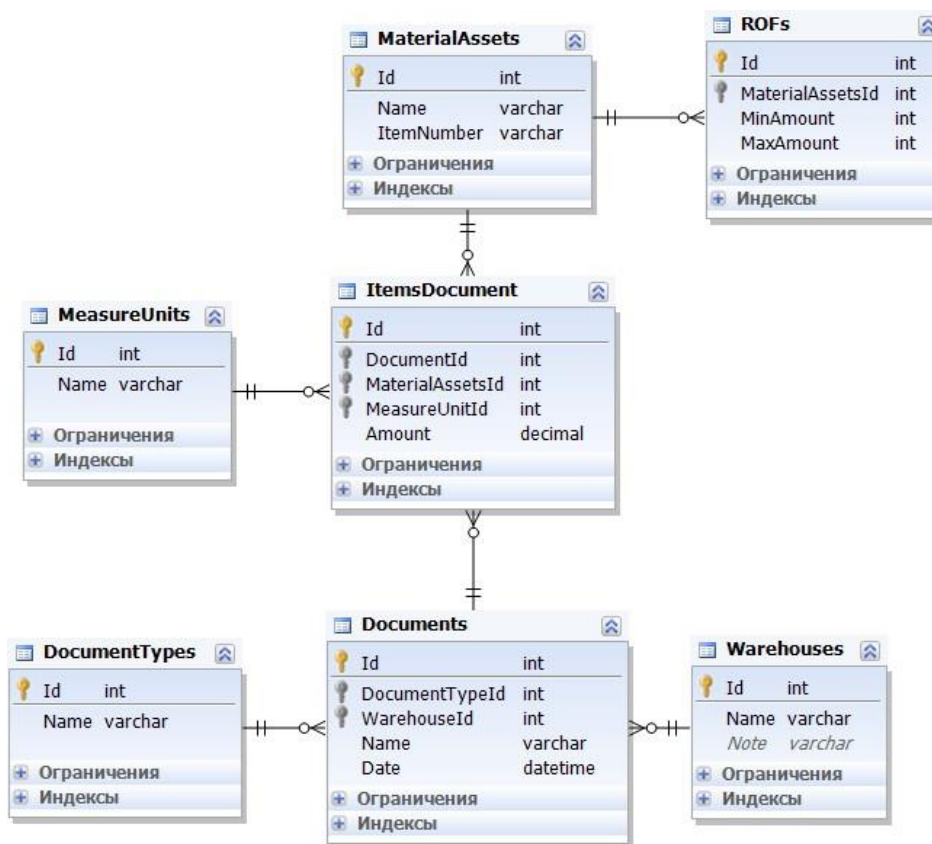 MaterialAssets
Id int
Name varchar
ItemNumber varchar
Ограничения
Индексы
ROFs
Id int
MaterialAssetsId int
MinAmount int
MaxAmount int
Ограничения
Индексы
MeasureUnits
Id int
Name varchar
Ограничения
Индексы
ItemsDocument
Id int
DocumentId int
MaterialAssetsId int
MeasureUnitId int
Amount decimal
Ограничения
Индексы
DocumentTypes
Id int
Name varchar
Ограничения
Индексы
Documents
Id int
DocumentTypeId int
WarehouseId int
Name varchar
Date datetime
Ограничения
Индексы
Warehouses
Id int
Name varchar
Note varchar
Ограничения
Индексы